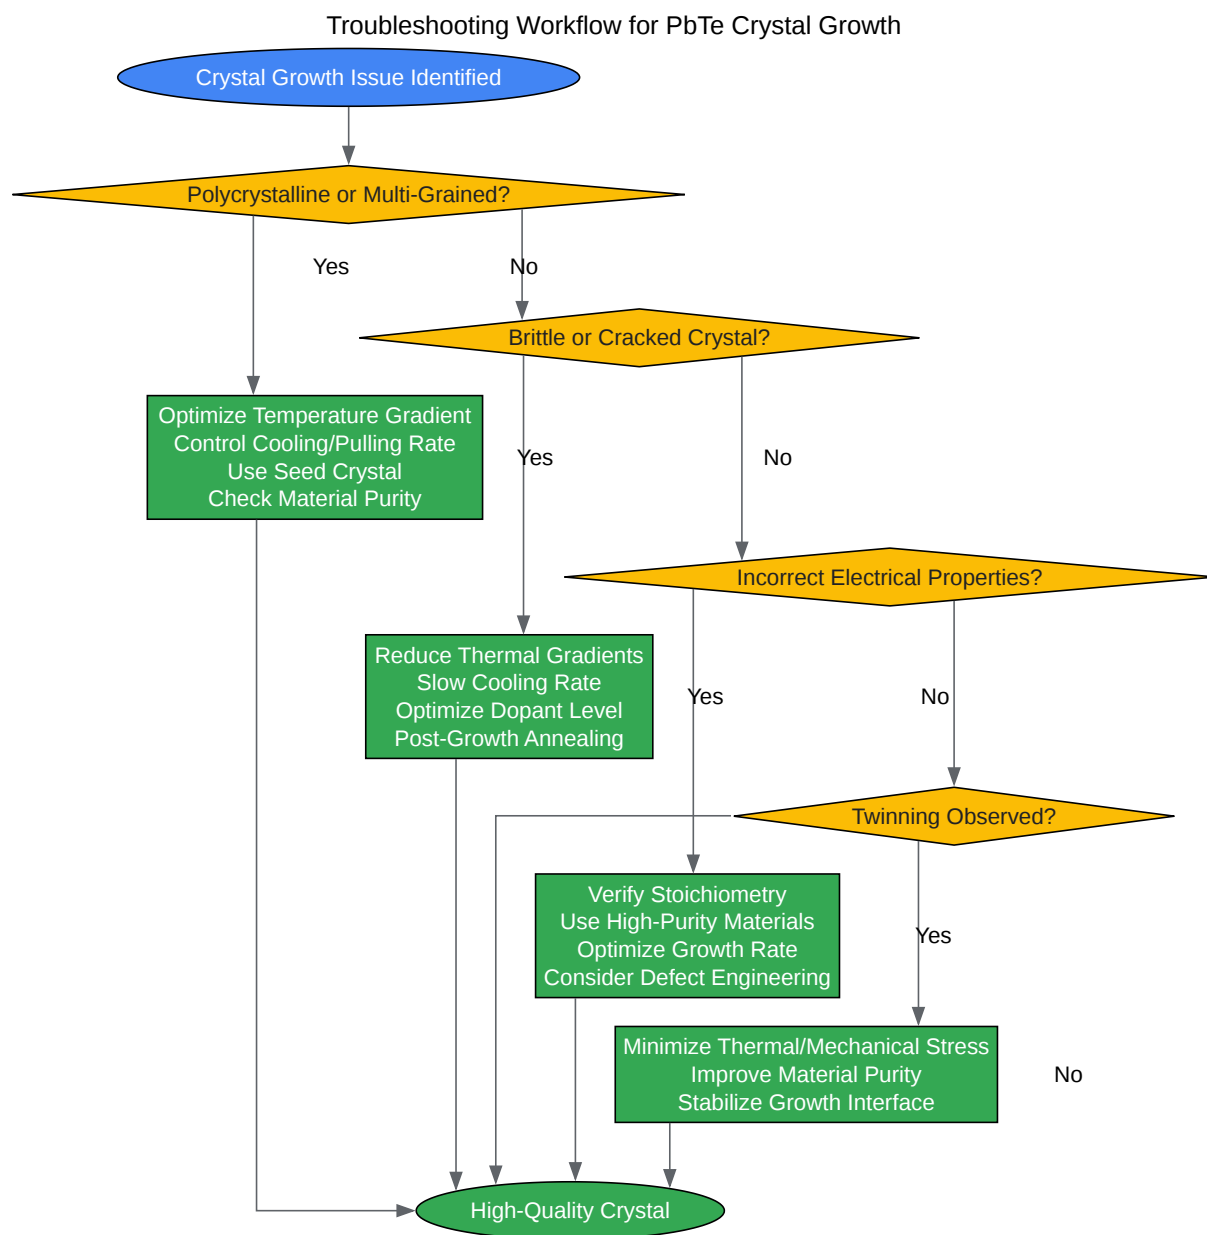 Troubleshooting Workflow for PbTe Crystal Growth
Crystal Growth Issue Identified
Polycrystalline or Multi-Grained?
Yes
No
Brittle or Cracked Crystal?
Optimize Temperature Gradient
Control Cooling/Pulling Rate
Use Seed Crystal
Check Material Purity
Yes
No
Incorrect Electrical Properties?
Reduce Thermal Gradients
Slow Cooling Rate
Optimize Dopant Level
Post-Growth Annealing
Yes
No
Twinning Observed?
Verify Stoichiometry
Use High-Purity Materials
Optimize Growth Rate
Consider Defect Engineering
Yes
Minimize Thermal/Mechanical Stress
Improve Material Purity
Stabilize Growth Interface
No
High-Quality Crystal